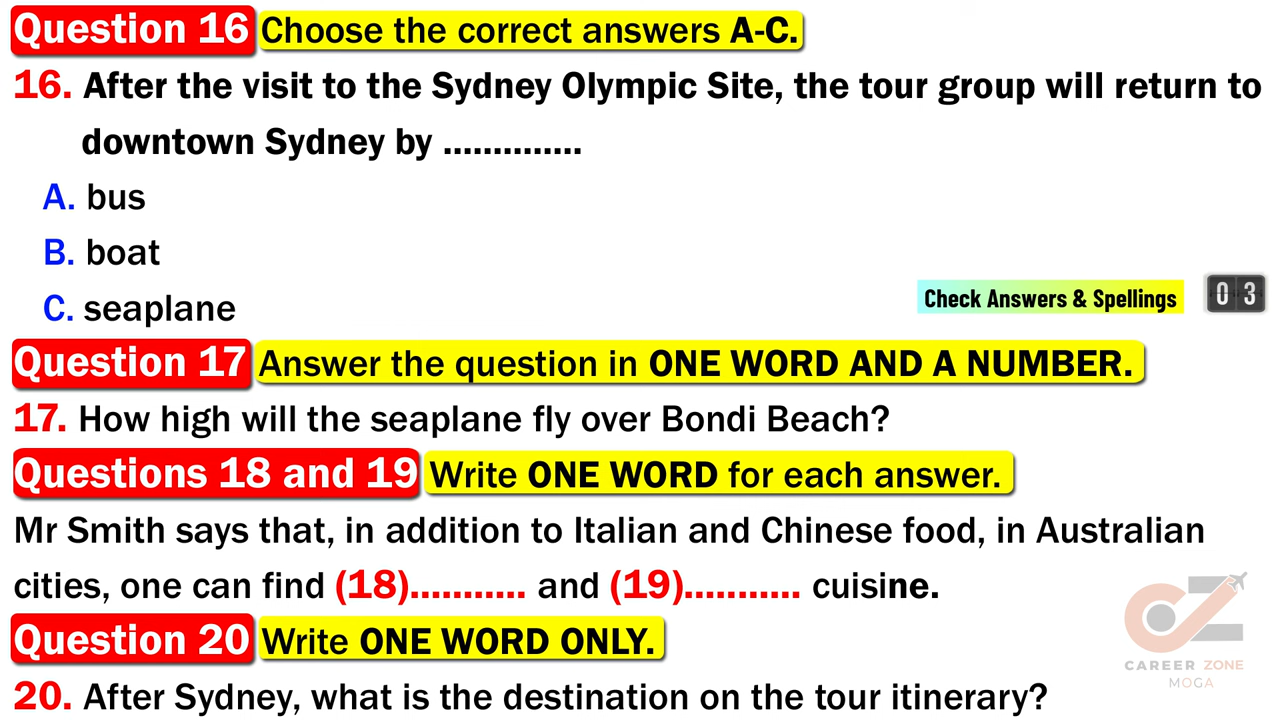 Question 16 Choose the correct answers A-C.
16. After the visit to the Sydney Olympic Site, the tour group will return to
downtown Sydney by ..............
A. bus
B. boat
C. seaplane
Check Answers & Spellings 03
Question 17 Answer the question in ONE WORD AND A NUMBER.
17. How high will the seaplane fly over Bondi Beach?
Questions 18 and 19 Write ONE WORD for each answer.
Mr Smith says that, in addition to Italian and Chinese food, in Australian
cities, one can find (18)........... and (19)........... cuisine.
Question 20 Write ONE WORD ONLY.
CAREER ZONE
MOGA
20. After Sydney, what is the destination on the tour itinerary?